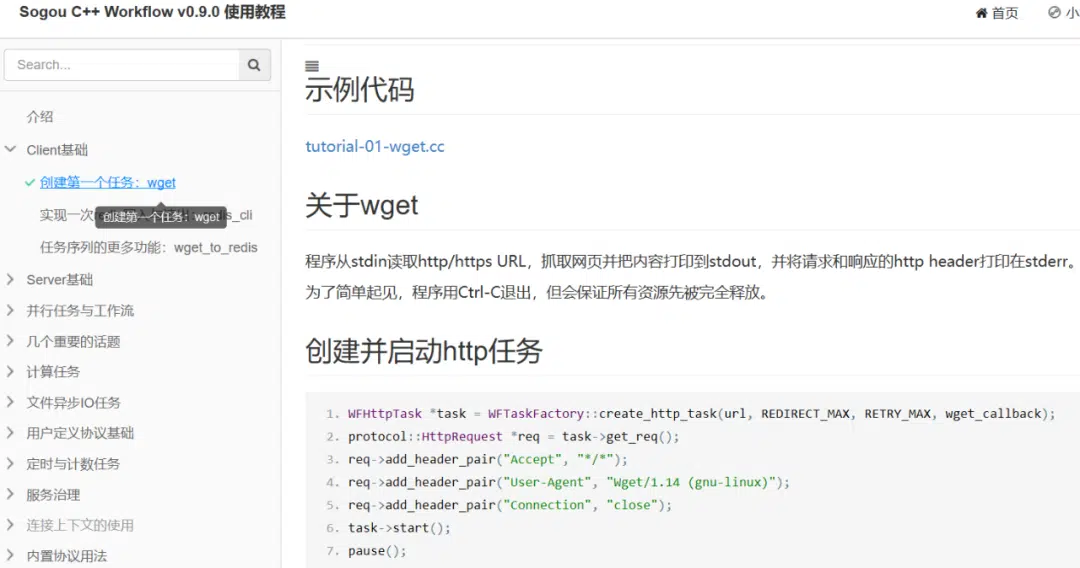 Sogou C++ Workflow v0.9.0 使用教程
首页
小
Search...
介绍
Client基础
创建第一个任务：wget
实现一次
s_cli
创建第一个任务：wget
任务序列的更多功能：wget_to_redis
Server基础
并行任务与工作流
几个重要的话题
计算任务
文件异步IO任务
用户定义协议基础
定时与计数任务
服务治理
连接上下文的使用
内置协议用法
示例代码
tutorial-01-wget.cc
关于wget
程序从stdin读取http/https URL，抓取网页并把内容打印到stdout，并将请求和响应的http header打印在stderr。
为了简单起见，程序用Ctrl-C退出，但会保证所有资源先被完全释放。
创建并启动http任务
1. WFHttpTask *task = WFTaskFactory::create_http_task(url, REDIRECT_MAX, RETRY_MAX, wget_callback);
2. protocol::HttpRequest *req = task->get_req();
3. req->add_header_pair("Accept", "*/*");
4. req->add_header_pair("User-Agent", "Wget/1.14 (gnu-linux)");
5. req->add_header_pair("Connection", "close");
6. task->start();
7. pause();